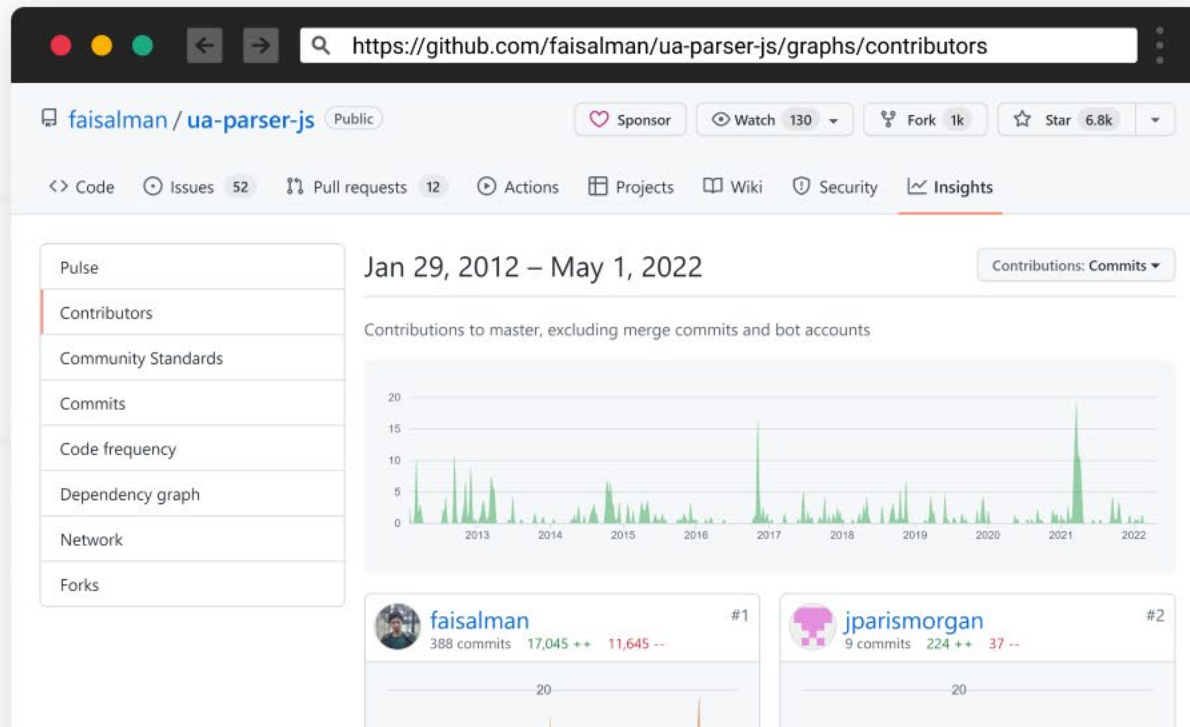 https://github.com/faisalman/ua-parser-js/graphs/contributors
faisalman / ua-parser-js Public
Sponsor Watch 130 Fork 1k Star 6.8k
<> Code Issues 52 Pull requests 12 Actions Projects Wiki Security Insights
Pulse
Contributors
Community Standards
Commits
Code frequency
Dependency graph
Network
Forks
Jan 29, 2012 – May 1, 2022
Contributions: Commits
Contributions to master, excluding merge commits and bot accounts
20
15
10
5
0
2013 2014 2015 2016 2017 2018 2019 2020 2021 2022
faisalman #1
388 commits 17,045 ++ 11,645 --
20
jparismorgan #2
9 commits 224 ++ 37 --
20